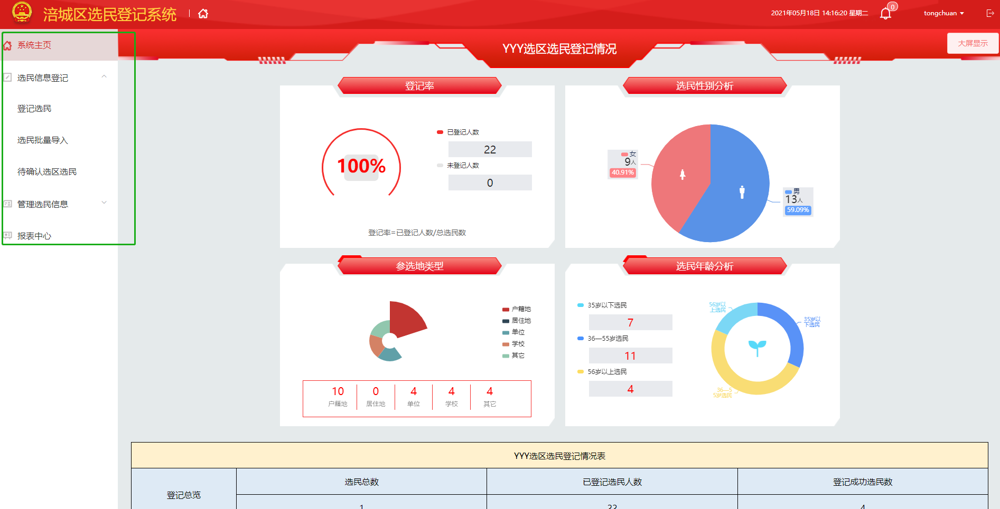 涪城区选民登记系统
2021年05月18日 14:16:20 星期二
0
tongchuan
系统主页
选民信息登记
登记选民
选民批量导入
待确认选区选民
管理选民信息
报表中心
YYY选区选民登记情况
大屏显示
登记率
100%
已登记人数
22
未登记人数
0
登记率=已登记人数/总选民数
选民性别分析
女
9人
40.91%
男
13人
59.09%
参选地类型
户籍地
居住地
单位
学校
其它
10
0
4
4
4
户籍地
居住地
单位
学校
其它
选民年龄分析
35岁以下选民
7
36—55岁选民
11
56岁以上选民
4
56岁以
上选民
35岁以
下选民
36—5
5岁选民
YYY选区选民登记情况表
登记总览
选民总数
已登记选民人数
登记成功选民数
1
22
4